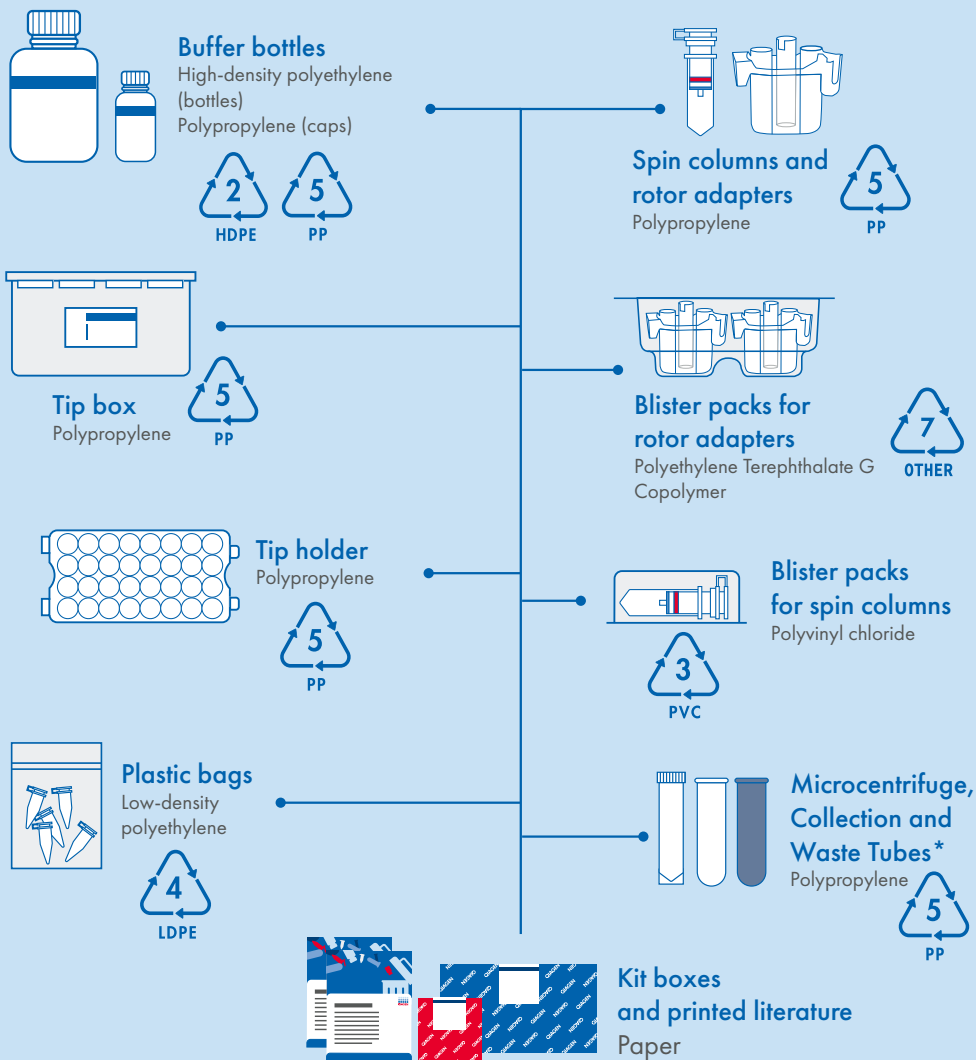 Buffer bottles
High-density polyethylene
(bottles)
Polypropylene (caps)
2
HDPE
5
PP
Spin columns and
rotor adapters
Polypropylene
5
PP
Tip box
Polypropylene
5
PP
Blister packs for
rotor adapters
Polyethylene Terephthalate G
Copolymer
7
OTHER
Tip holder
Polypropylene
5
PP
Blister packs
for spin columns
Polyvinyl chloride
3
PVC
Plastic bags
Low-density
polyethylene
4
LDPE
Microcentrifuge,
Collection and
Waste Tubes*
Polypropylene
5
PP
QIAGEN
Kit boxes
and printed literature
Paper